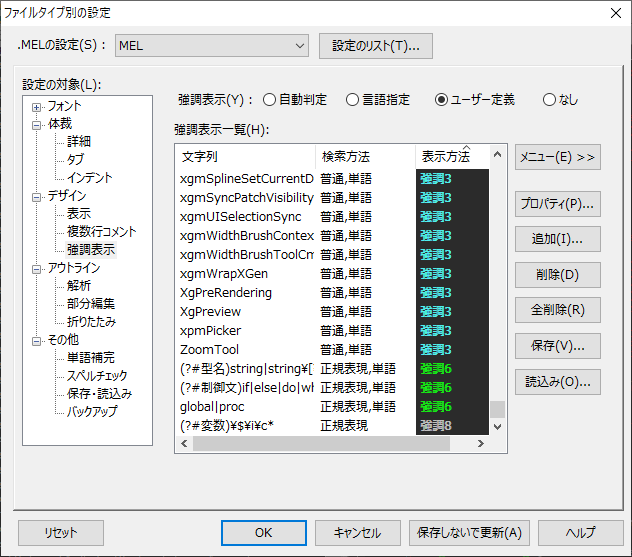 ファイルタイプ別の設定
.MELの設定(S) : MEL 設定のリスト(T)...
設定の対象(L):
フォント
体裁
詳細
タブ
インデント
デザイン
表示
複数行コメント
強調表示
アウトライン
解析
部分編集
折りたたみ
その他
単語補完
スペルチェック
保存・読込み
バックアップ
強調表示(Y) : 自動判定 言語指定 ユーザー定義 なし
強調表示一覧(H):
文字列 検索方法 表示方法
xgmSplineSetCurrentD 普通,単語 強調3
xgmSyncPatchVisibility 普通,単語 強調3
xgmUISelectionSync 普通,単語 強調3
xgmWidthBrushContex 普通,単語 強調3
xgmWidthBrushToolCm 普通,単語 強調3
xgmWrapXGen 普通,単語 強調3
XgPreRendering 普通,単語 強調3
XgPreview 普通,単語 強調3
xpmPicker 普通,単語 強調3
ZoomTool 普通,単語 強調3
(?#型名)string|string¥[ 正規表現,単語 強調6
(?#制御文)if|else|do|wh 正規表現,単語 強調6
global|proc 正規表現,単語 強調6
(?#変数)¥$¥i¥c* 正規表現 強調8
メニュー(E) >>
プロパティ(P)...
追加(I)...
削除(D)
全削除(R)
保存(V)...
読込み(O)...
リセット OK キャンセル 保存しないで更新(A) ヘルプ